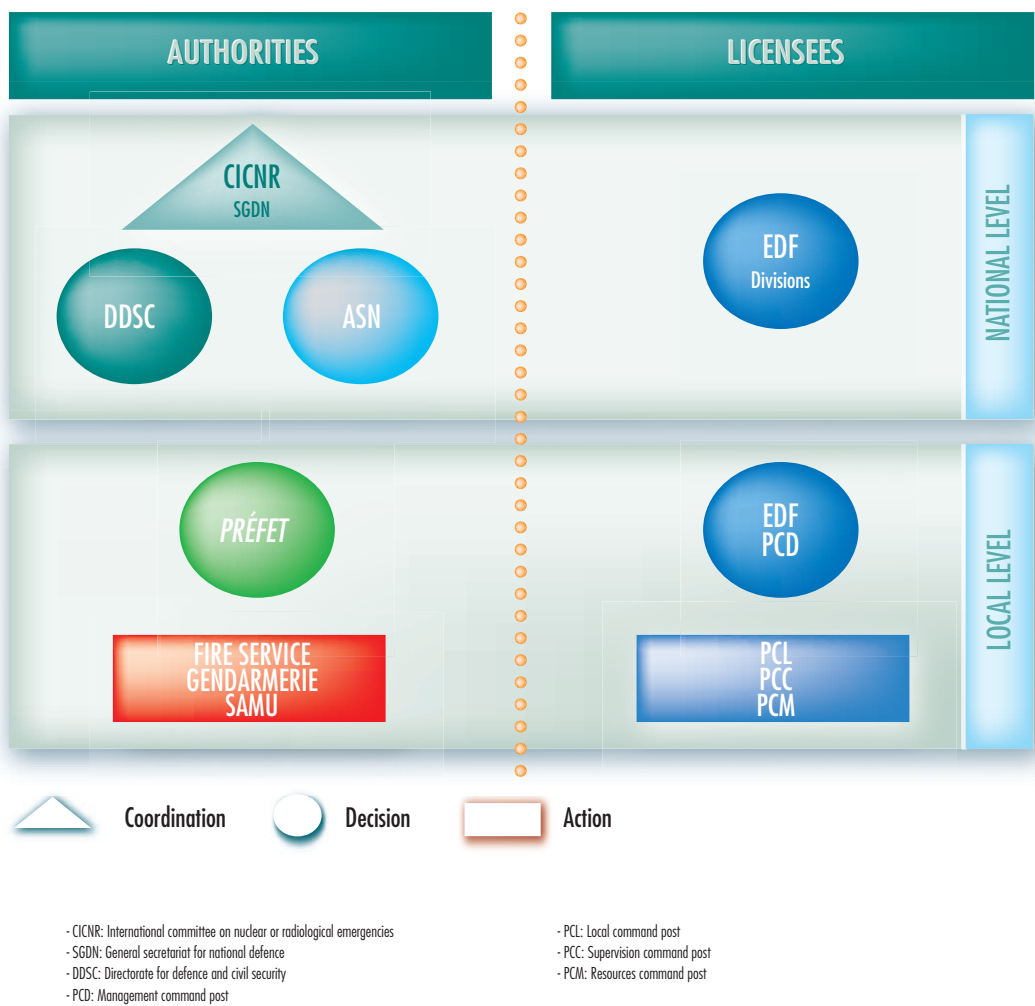 AUTHORITIES
LICENSEES
CICNR
SGDN
DDSC
ASN
EDF
Divisions
NATIONAL LEVEL
PRÉFET
FIRE SERVICE
GENDARMERIE
SAMU
EDF
PCD
PCL
PCC
PCM
LOCAL LEVEL
Coordination
Decision
Action
- CICNR: International committee on nuclear or radiological emergencies
- SGDN: General secretariat for national defence
- DDSC: Directorate for defence and civil security
- PCD: Management command post
- PCL: Local command post
- PCC: Supervision command post
- PCM: Resources command post